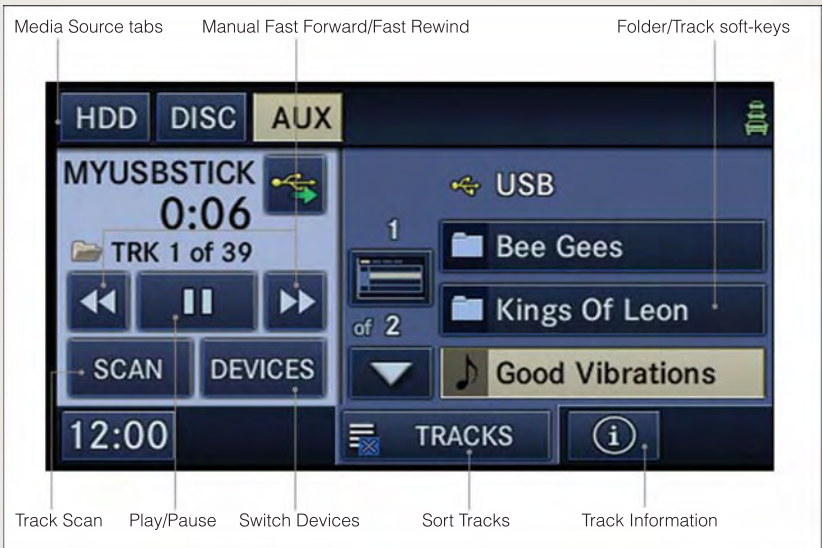 Media Source tabs
Manual Fast Forward/Fast Rewind
Folder/Track soft-keys
HDD
DISC
AUX
MYUSBSTICK
0:06
TRK 1 of 39
SCAN
DEVICES
12:00
USB
1
of 2
Bee Gees
Kings Of Leon
Good Vibrations
TRACKS
i
Track Scan
Play/Pause
Switch Devices
Sort Tracks
Track Information